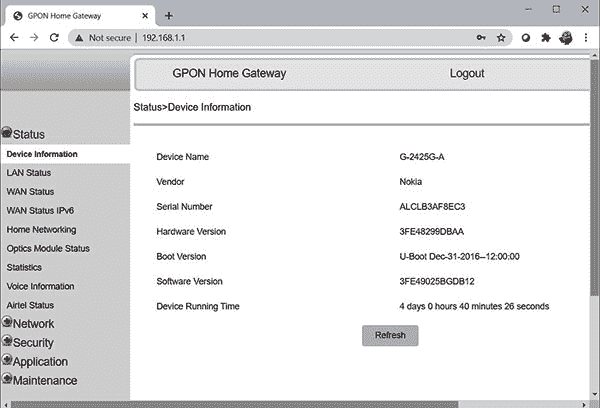 GPON Home Gateway
Not secure | 192.168.1.1
GPON Home Gateway Logout
Status>Device Information
Status
Device Information
LAN Status
WAN Status
WAN Status IPv6
Home Networking
Optics Module Status
Statistics
Voice Information
Airtel Status
Network
Security
Application
Maintenance
Device Name G-2425G-A
Vendor Nokia
Serial Number ALCLB3AF8EC3
Hardware Version 3FE48299DBAA
Boot Version U-Boot Dec-31-2016--12:00:00
Software Version 3FE49025BGDB12
Device Running Time 4 days 0 hours 40 minutes 26 seconds
Refresh